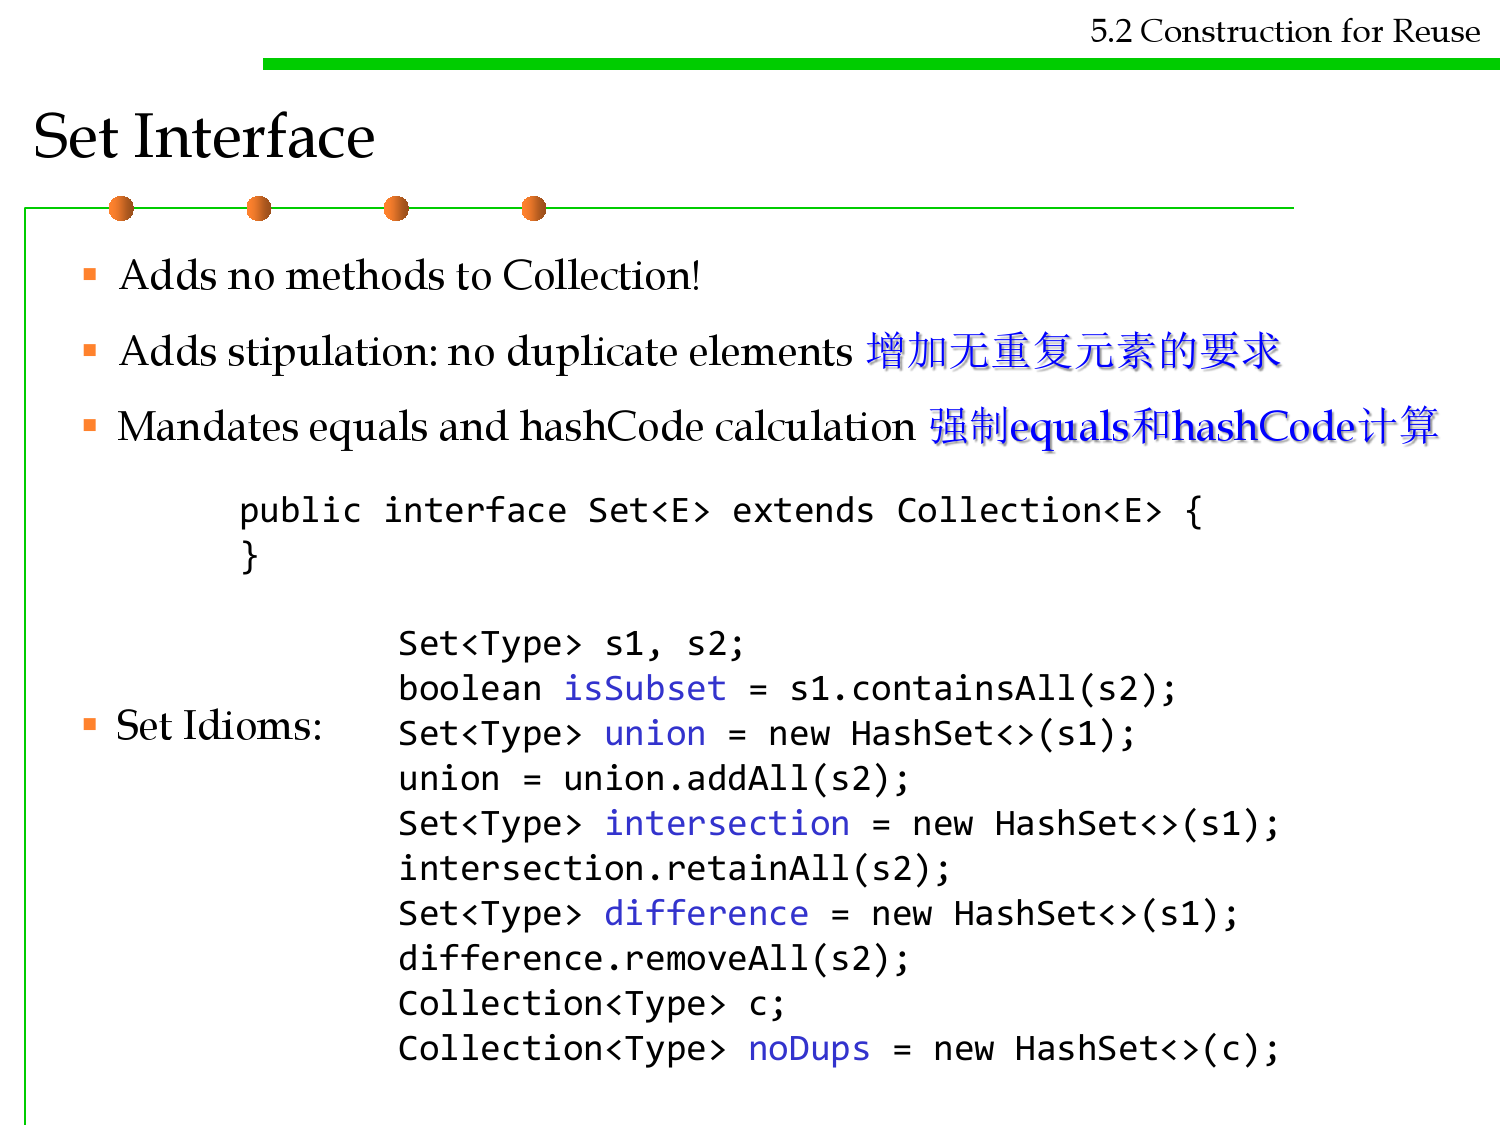 5.2 Construction for Reuse
Set Interface
Adds no methods to Collection!
Adds stipulation: no duplicate elements 增加无重复元素的要求
Mandates equals and hashCode calculation 强制equals和hashCode计算
public interface Set<E> extends Collection<E> {
}
Set Idioms:
Set<Type> s1, s2;
boolean isSubset = s1.containsAll(s2);
Set<Type> union = new HashSet<>(s1);
union = union.addAll(s2);
Set<Type> intersection = new HashSet<>(s1);
intersection.retainAll(s2);
Set<Type> difference = new HashSet<>(s1);
difference.removeAll(s2);
Collection<Type> c;
Collection<Type> noDups = new HashSet<>(c);